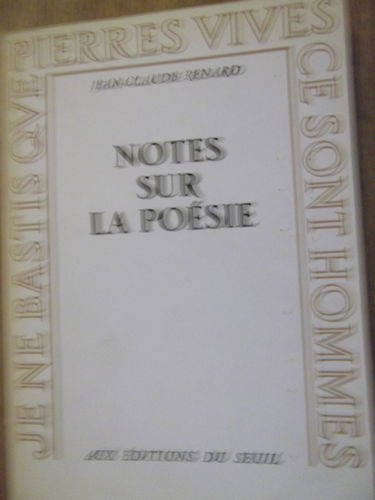 JE NE BASTIS QVE
PIERRES VIVES
CE SONT HOMMES
JEAN-CLAUDE RENARD
NOTES
SUR
LA POÉSIE
AUX ÉDITIONS DU SEUIL